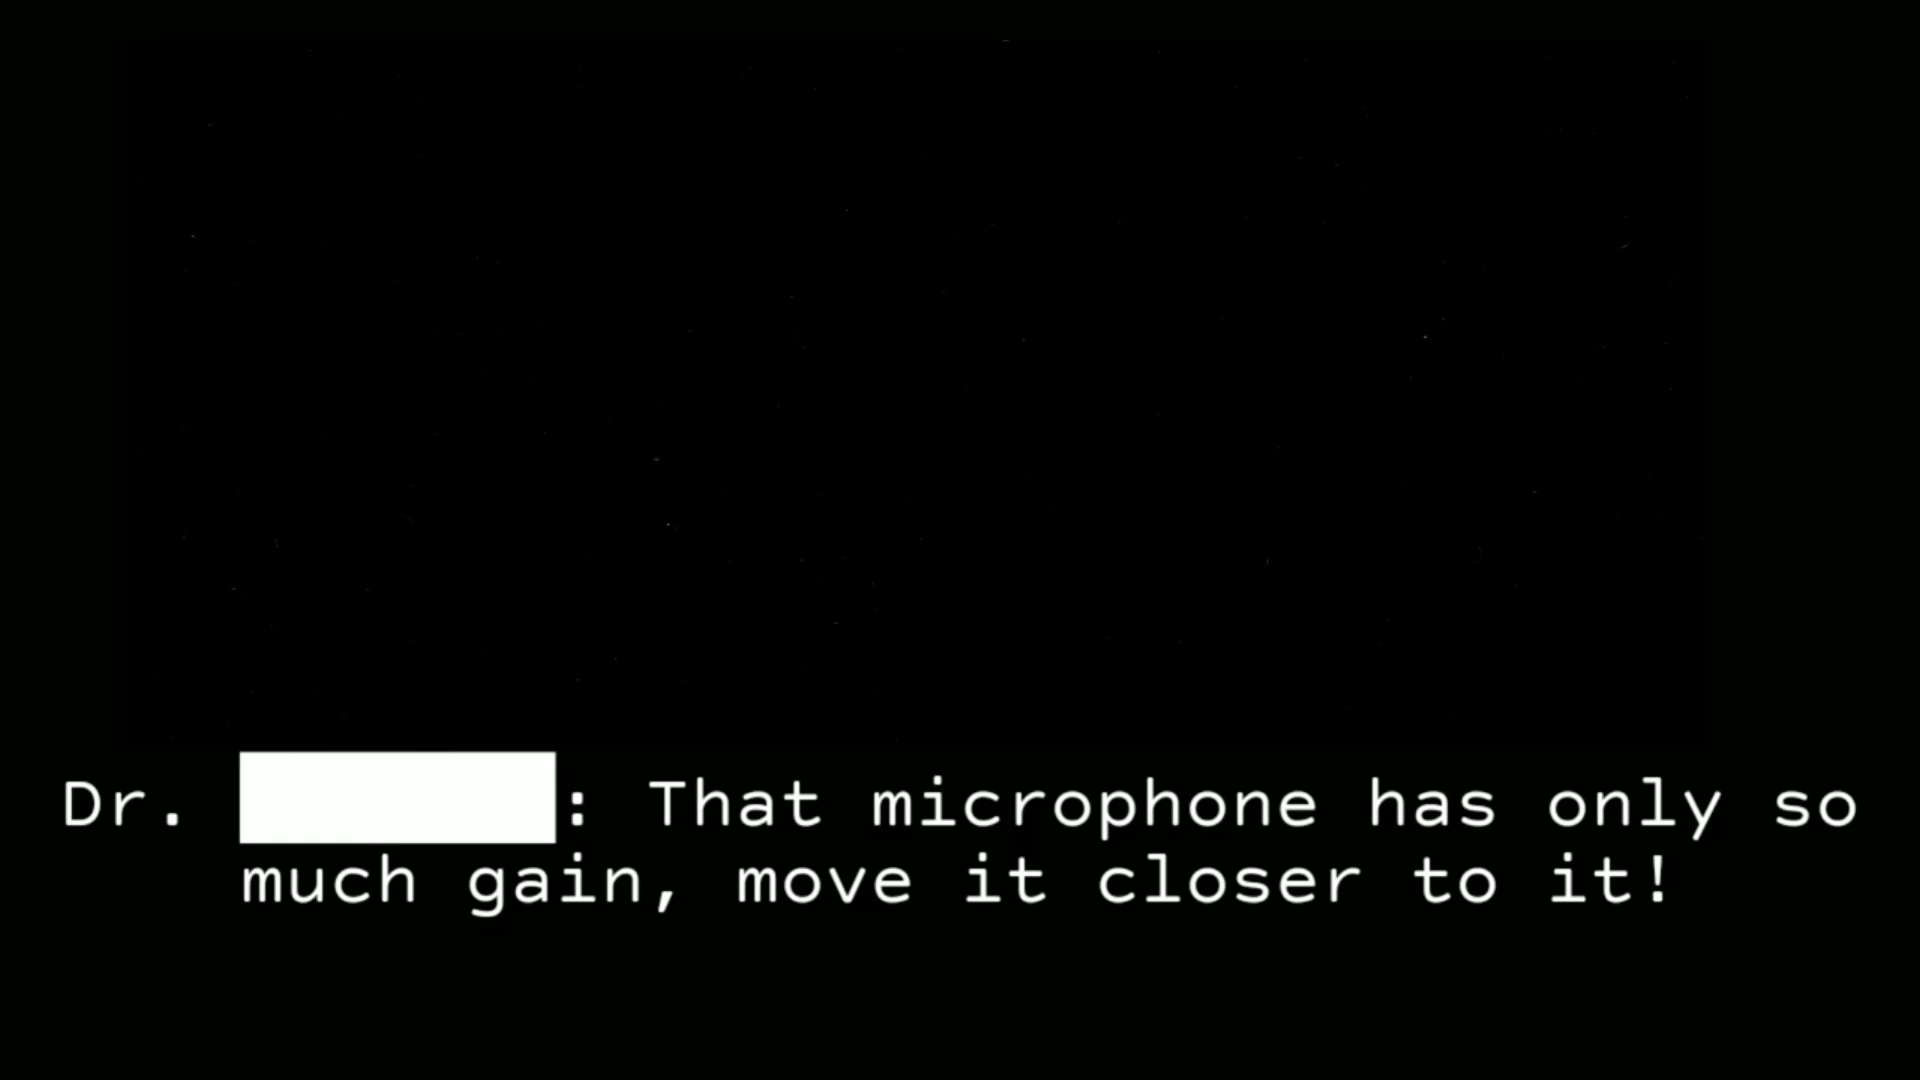 Dr. : That microphone has only so
much gain, move it closer to it!